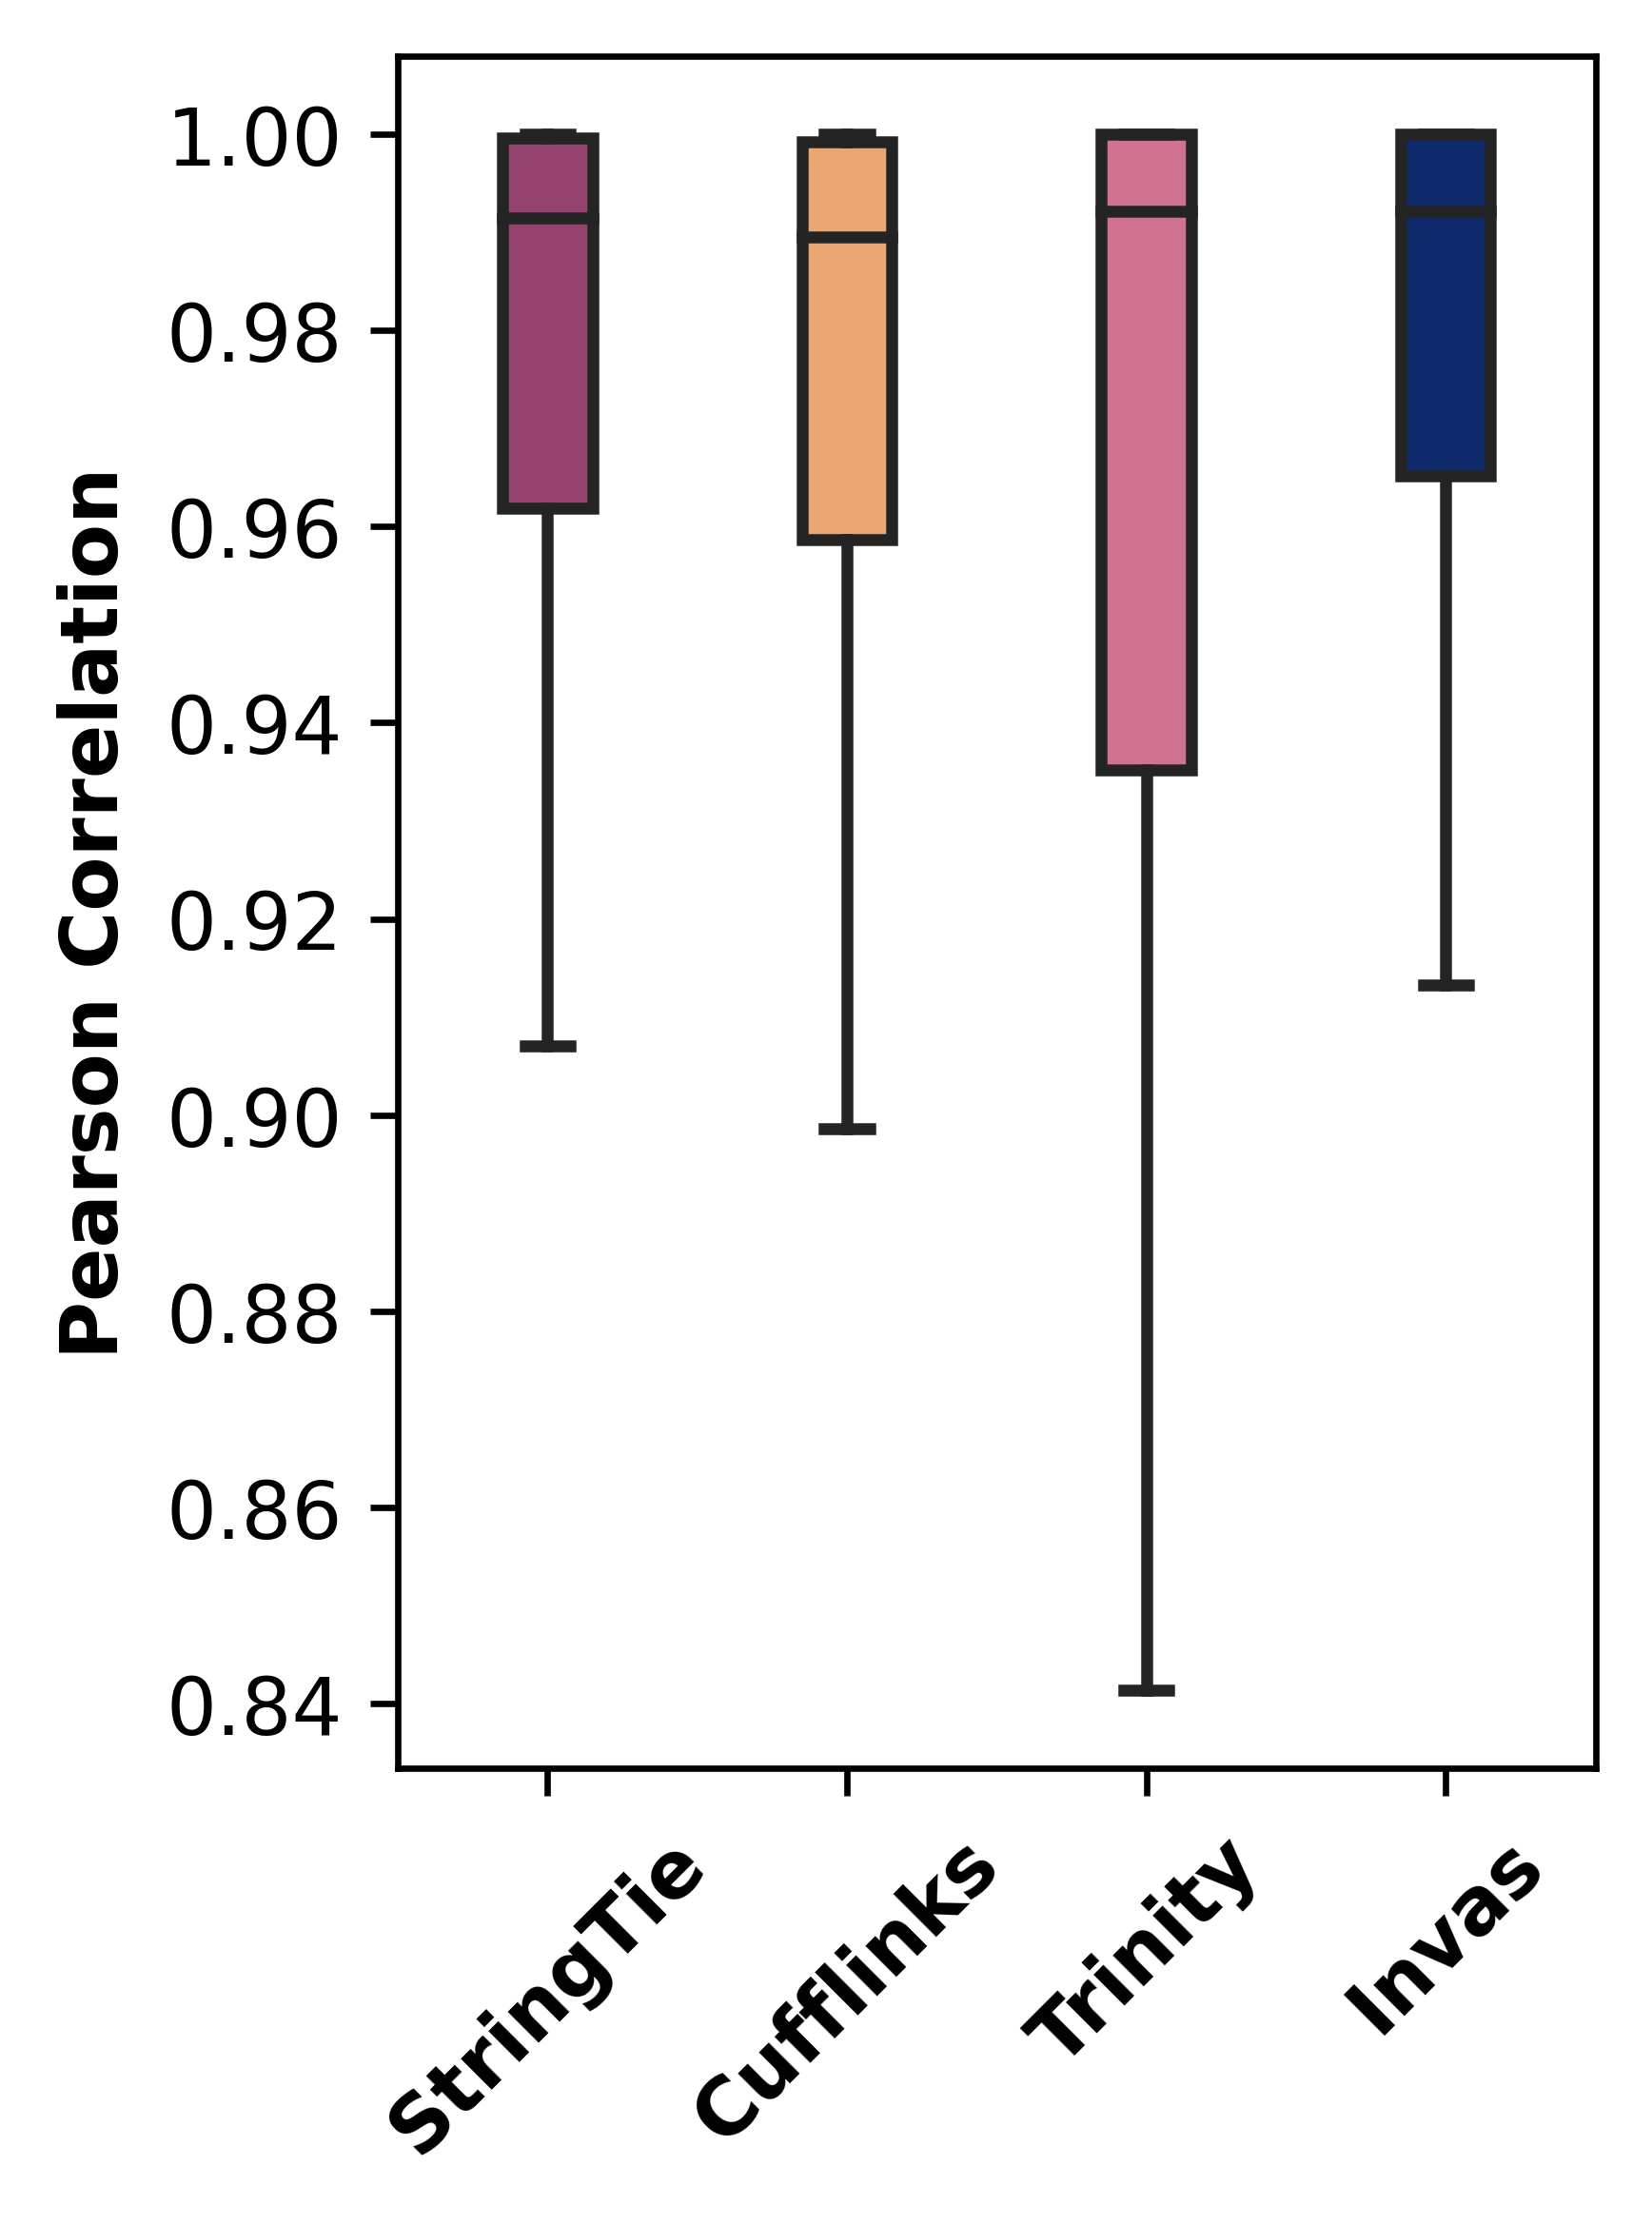 Pearson Correlation
1.00
0.98
0.96
0.94
0.92
0.90
0.88
0.86
0.84
StringTie
Cufflinks
Trinity
Invas